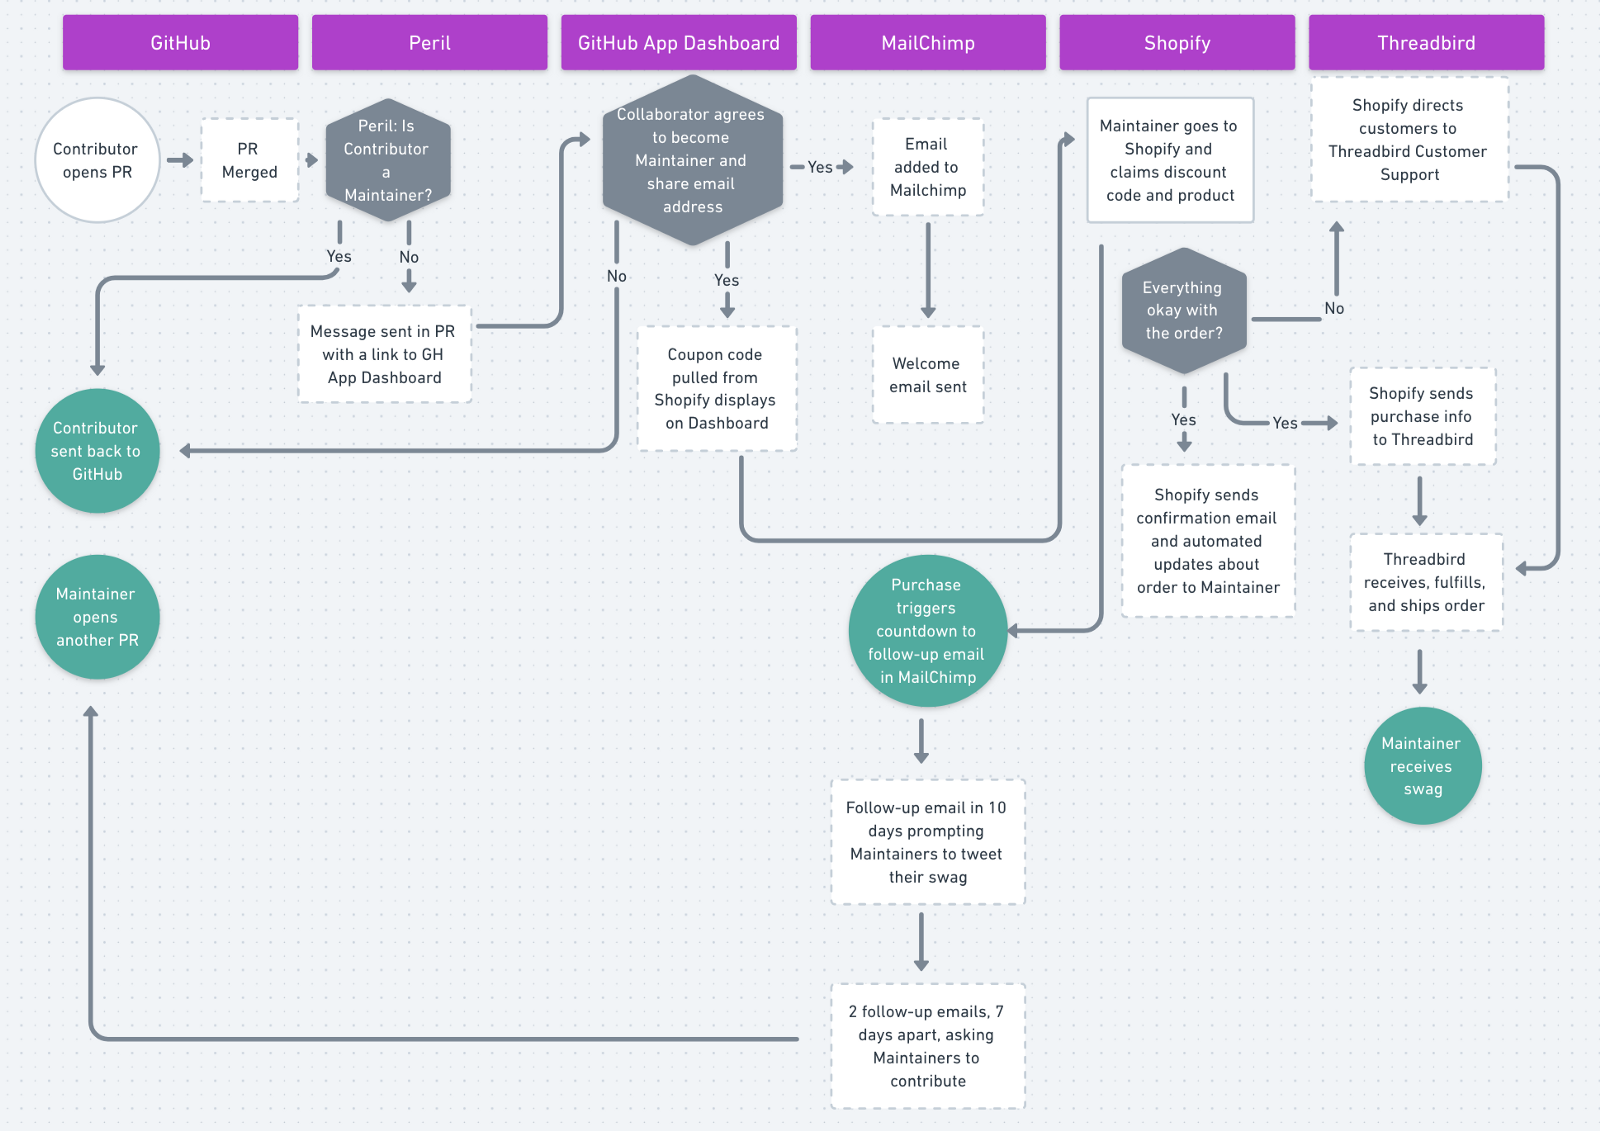 GitHub
Peril
GitHub App Dashboard
MailChimp
Shopify
Threadbird
Contributor
opens PR
PR
Merged
Peril: Is
Contributor
a
Maintainer?
Yes
No
Message sent in PR
with a link to GH
App Dashboard
Contributor
sent back to
GitHub
Maintainer
opens
another PR
Collaborator agrees
to become
Maintainer and
share email
address
No
Yes
Yes
Coupon code
pulled from
Shopify displays
on Dashboard
Email
added to
Mailchimp
Welcome
email sent
Purchase
triggers
countdown to
follow-up email
in MailChimp
Follow-up email in 10
days prompting
Maintainers to tweet
their swag
2 follow-up emails, 7
days apart, asking
Maintainers to
contribute
Maintainer goes to
Shopify and
claims discount
code and product
Everything
okay with
the order?
No
Yes
Yes
Shopify sends
confirmation email
and automated
updates about
order to Maintainer
Shopify directs
customers to
Threadbird Customer
Support
Shopify sends
purchase info
to Threadbird
Threadbird
receives, fulfills,
and ships order
Maintainer
receives
swag